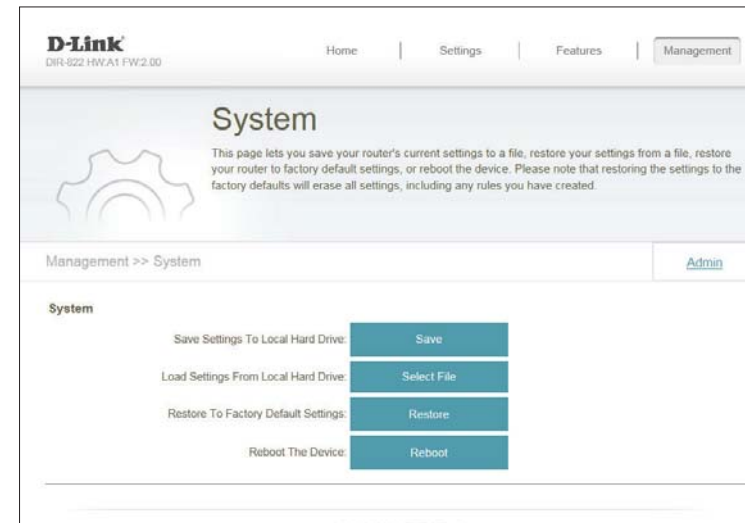 D-Link
DIR-822 HW:A1 FW:2.00
Home | Settings | Features | Management
System
This page lets you save your router's current settings to a file, restore your settings from a file, restore
your router to factory default settings, or reboot the device. Please note that restoring the settings to the
factory defaults will erase all settings, including any rules you have created.
Management >> System
Admin
System
Save Settings To Local Hard Drive: Save
Load Settings From Local Hard Drive: Select File
Restore To Factory Default Settings: Restore
Reboot The Device: Reboot